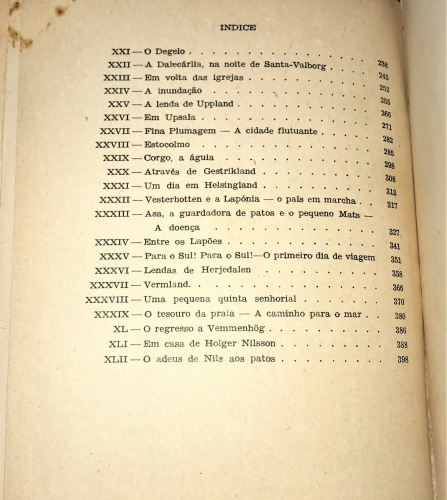 INDICE
XXI — O Degelo . . . . . . . . . . . . 238
XXII — A Dalecárlia, na noite de Santa-Valborg . . . . 243
XXIII — Em volta das igrejas . . . . . . . . . 252
XXIV — A inundação . . . . . . . . . . . 255
XXV — A lenda de Uppland . . . . . . . . . 266
XXVI — Em Upsala . . . . . . . . . . . 271
XXVII — Fina Plumagem — A cidade flutuante . . . . 282
XXVIII — Estocolmo . . . . . . . . . . . 285
XXIX — Corgo, a águia . . . . . . . . . . 298
XXX — Através de Gestrikland . . . . . . . . 308
XXXI — Um dia em Helsingland . . . . . . . . 313
XXXII — Vesterbotten e a Lapónia — o país em marcha . . 317
XXXIII — Asa, a guardadora de patos e o pequeno Mats —
A doença . . . . . . . . . . 327
XXXIV — Entre os Lapões . . . . . . . . . . 341
XXXV — Para o Sul! Para o Sul! — O primeiro dia de viagem 351
XXXVI — Lendas de Herjedalen . . . . . . . . 358
XXXVII — Vermland. . . . . . . . . . . . 366
XXXVIII — Uma pequena quinta senhorial . . . . . . 370
XXXIX — O tesouro da praia — A caminho para o mar . . 380
XL — O regresso a Vemmenhög . . . . . . . 386
XLI — Em casa de Holger Nilsson . . . . . . . 388
XLII — O adeus de Nils aos patos . . . . . . . 398